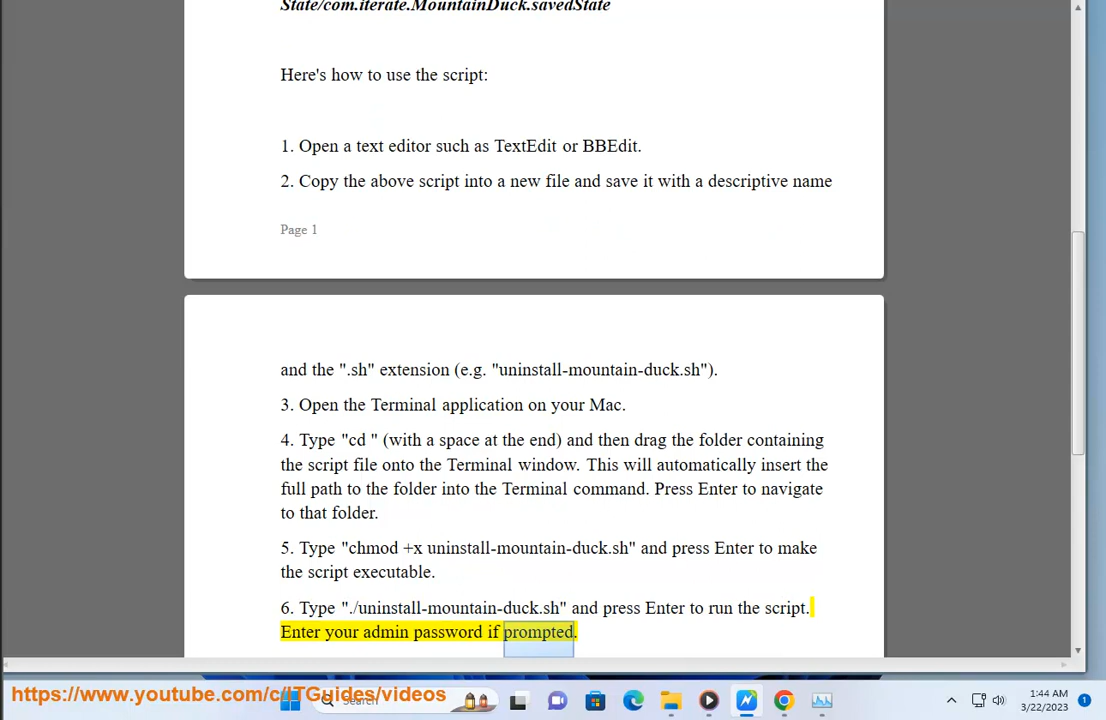 State/com.iterate.MountainDuck.savedState
Here's how to use the script:
1. Open a text editor such as TextEdit or BBEdit.
2. Copy the above script into a new file and save it with a descriptive name
Page 1
and the ".sh" extension (e.g. "uninstall-mountain-duck.sh").
3. Open the Terminal application on your Mac.
4. Type "cd " (with a space at the end) and then drag the folder containing
the script file onto the Terminal window. This will automatically insert the
full path to the folder into the Terminal command. Press Enter to navigate
to that folder.
5. Type "chmod +x uninstall-mountain-duck.sh" and press Enter to make
the script executable.
6. Type "./uninstall-mountain-duck.sh" and press Enter to run the script.
Enter your admin password if prompted.
https://www.youtube.com/c/ITGuides/videos
Search
1:44 AM
3/22/2023
1